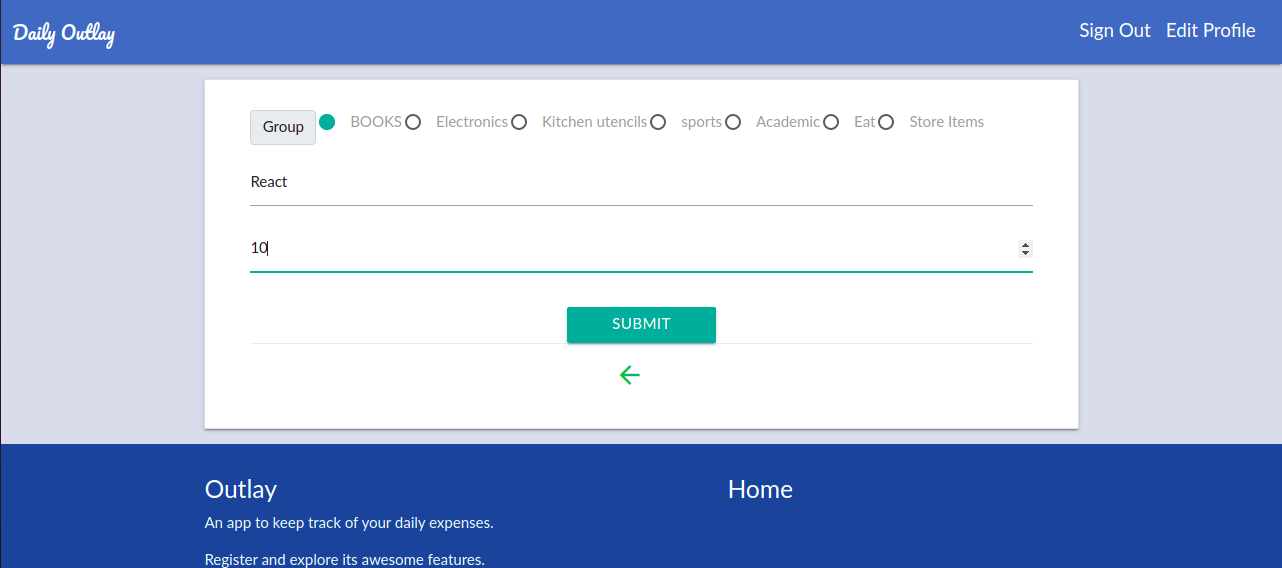 Daily Outlay Sign Out Edit Profile
Group BOOKS Electronics Kitchen utencils sports Academic Eat Store Items
React
10
SUBMIT
Outlay Home
An app to keep track of your daily expenses.
Register and explore its awesome features.